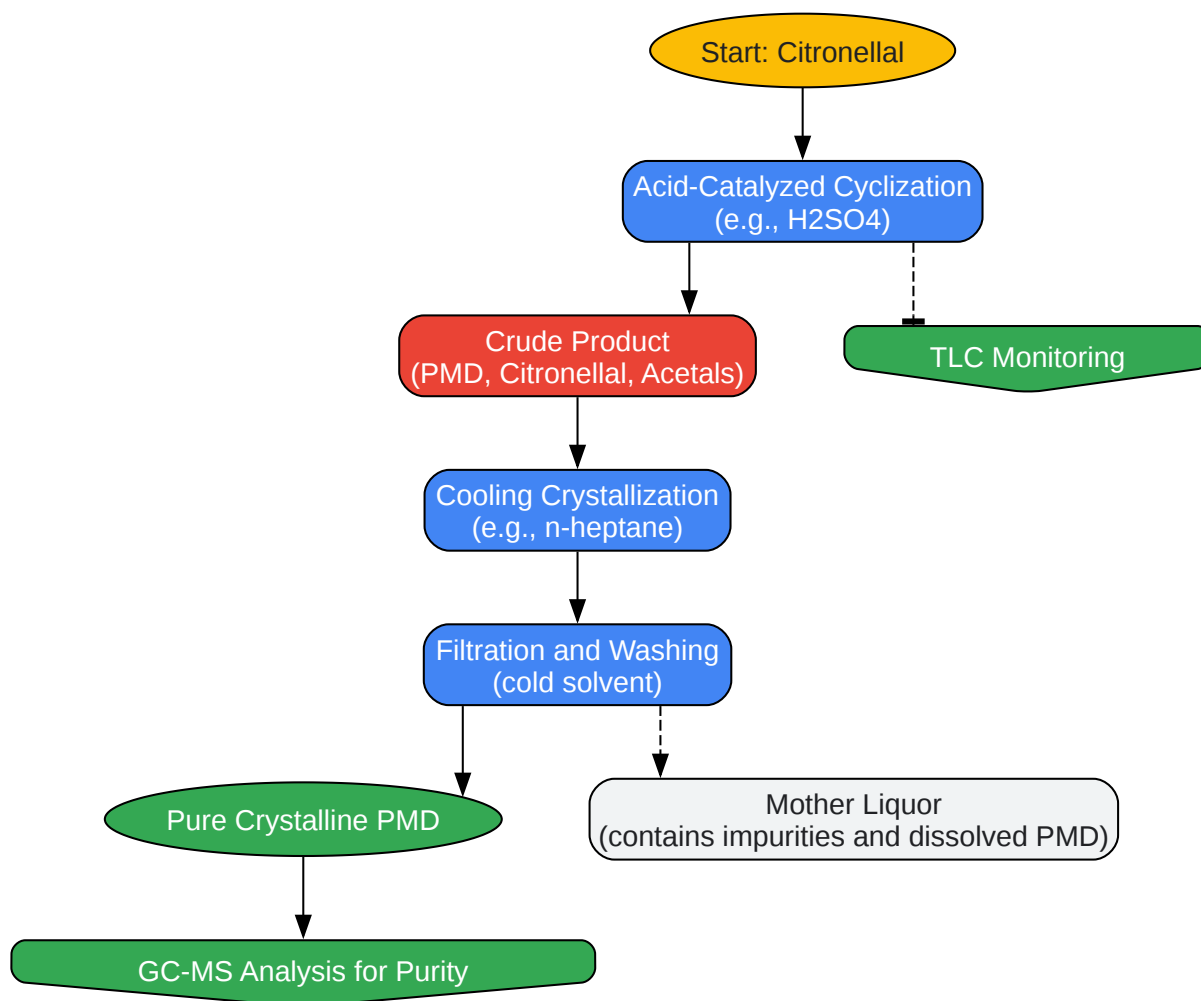 Start: Citronellal
Acid-Catalyzed Cyclization
(e.g., H2SO4)
Crude Product
(PMD, Citronellal, Acetals)
TLC Monitoring
Cooling Crystallization
(e.g., n-heptane)
Filtration and Washing
(cold solvent)
Pure Crystalline PMD
Mother Liquor
(contains impurities and dissolved PMD)
GC-MS Analysis for Purity